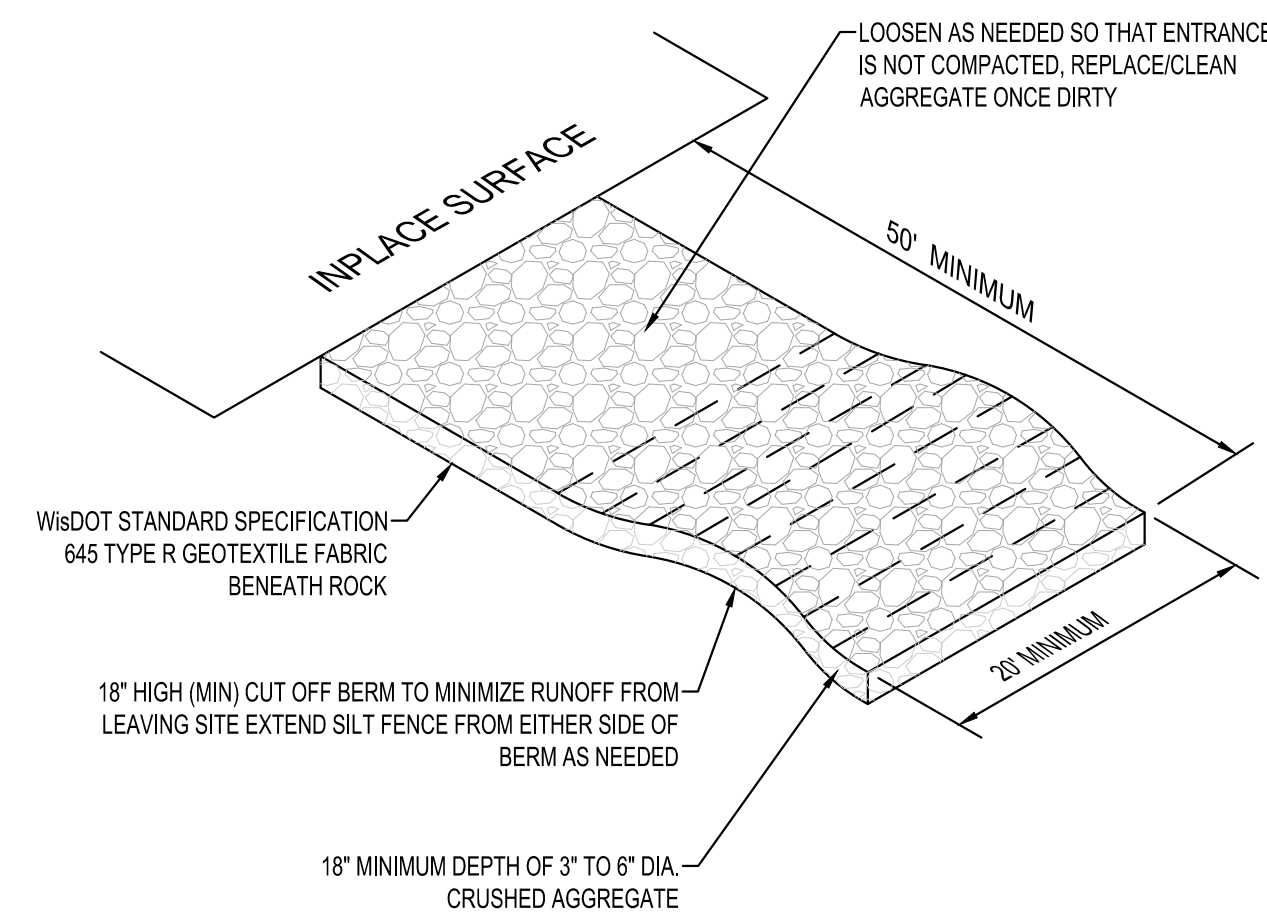 LOOSEN AS NEEDED SO THAT ENTRANCE
IS NOT COMPACTED, REPLACE/CLEAN
AGGREGATE ONCE DIRTY
INPLACE SURFACE
50' MINIMUM
WisDOT STANDARD SPECIFICATION
645 TYPE R GEOTEXTILE FABRIC
BENEATH ROCK
20' MINIMUM
18" HIGH (MIN) CUT OFF BERM TO MINIMIZE RUNOFF FROM
LEAVING SITE EXTEND SILT FENCE FROM EITHER SIDE OF
BERM AS NEEDED
18" MINIMUM DEPTH OF 3" TO 6" DIA.
CRUSHED AGGREGATE